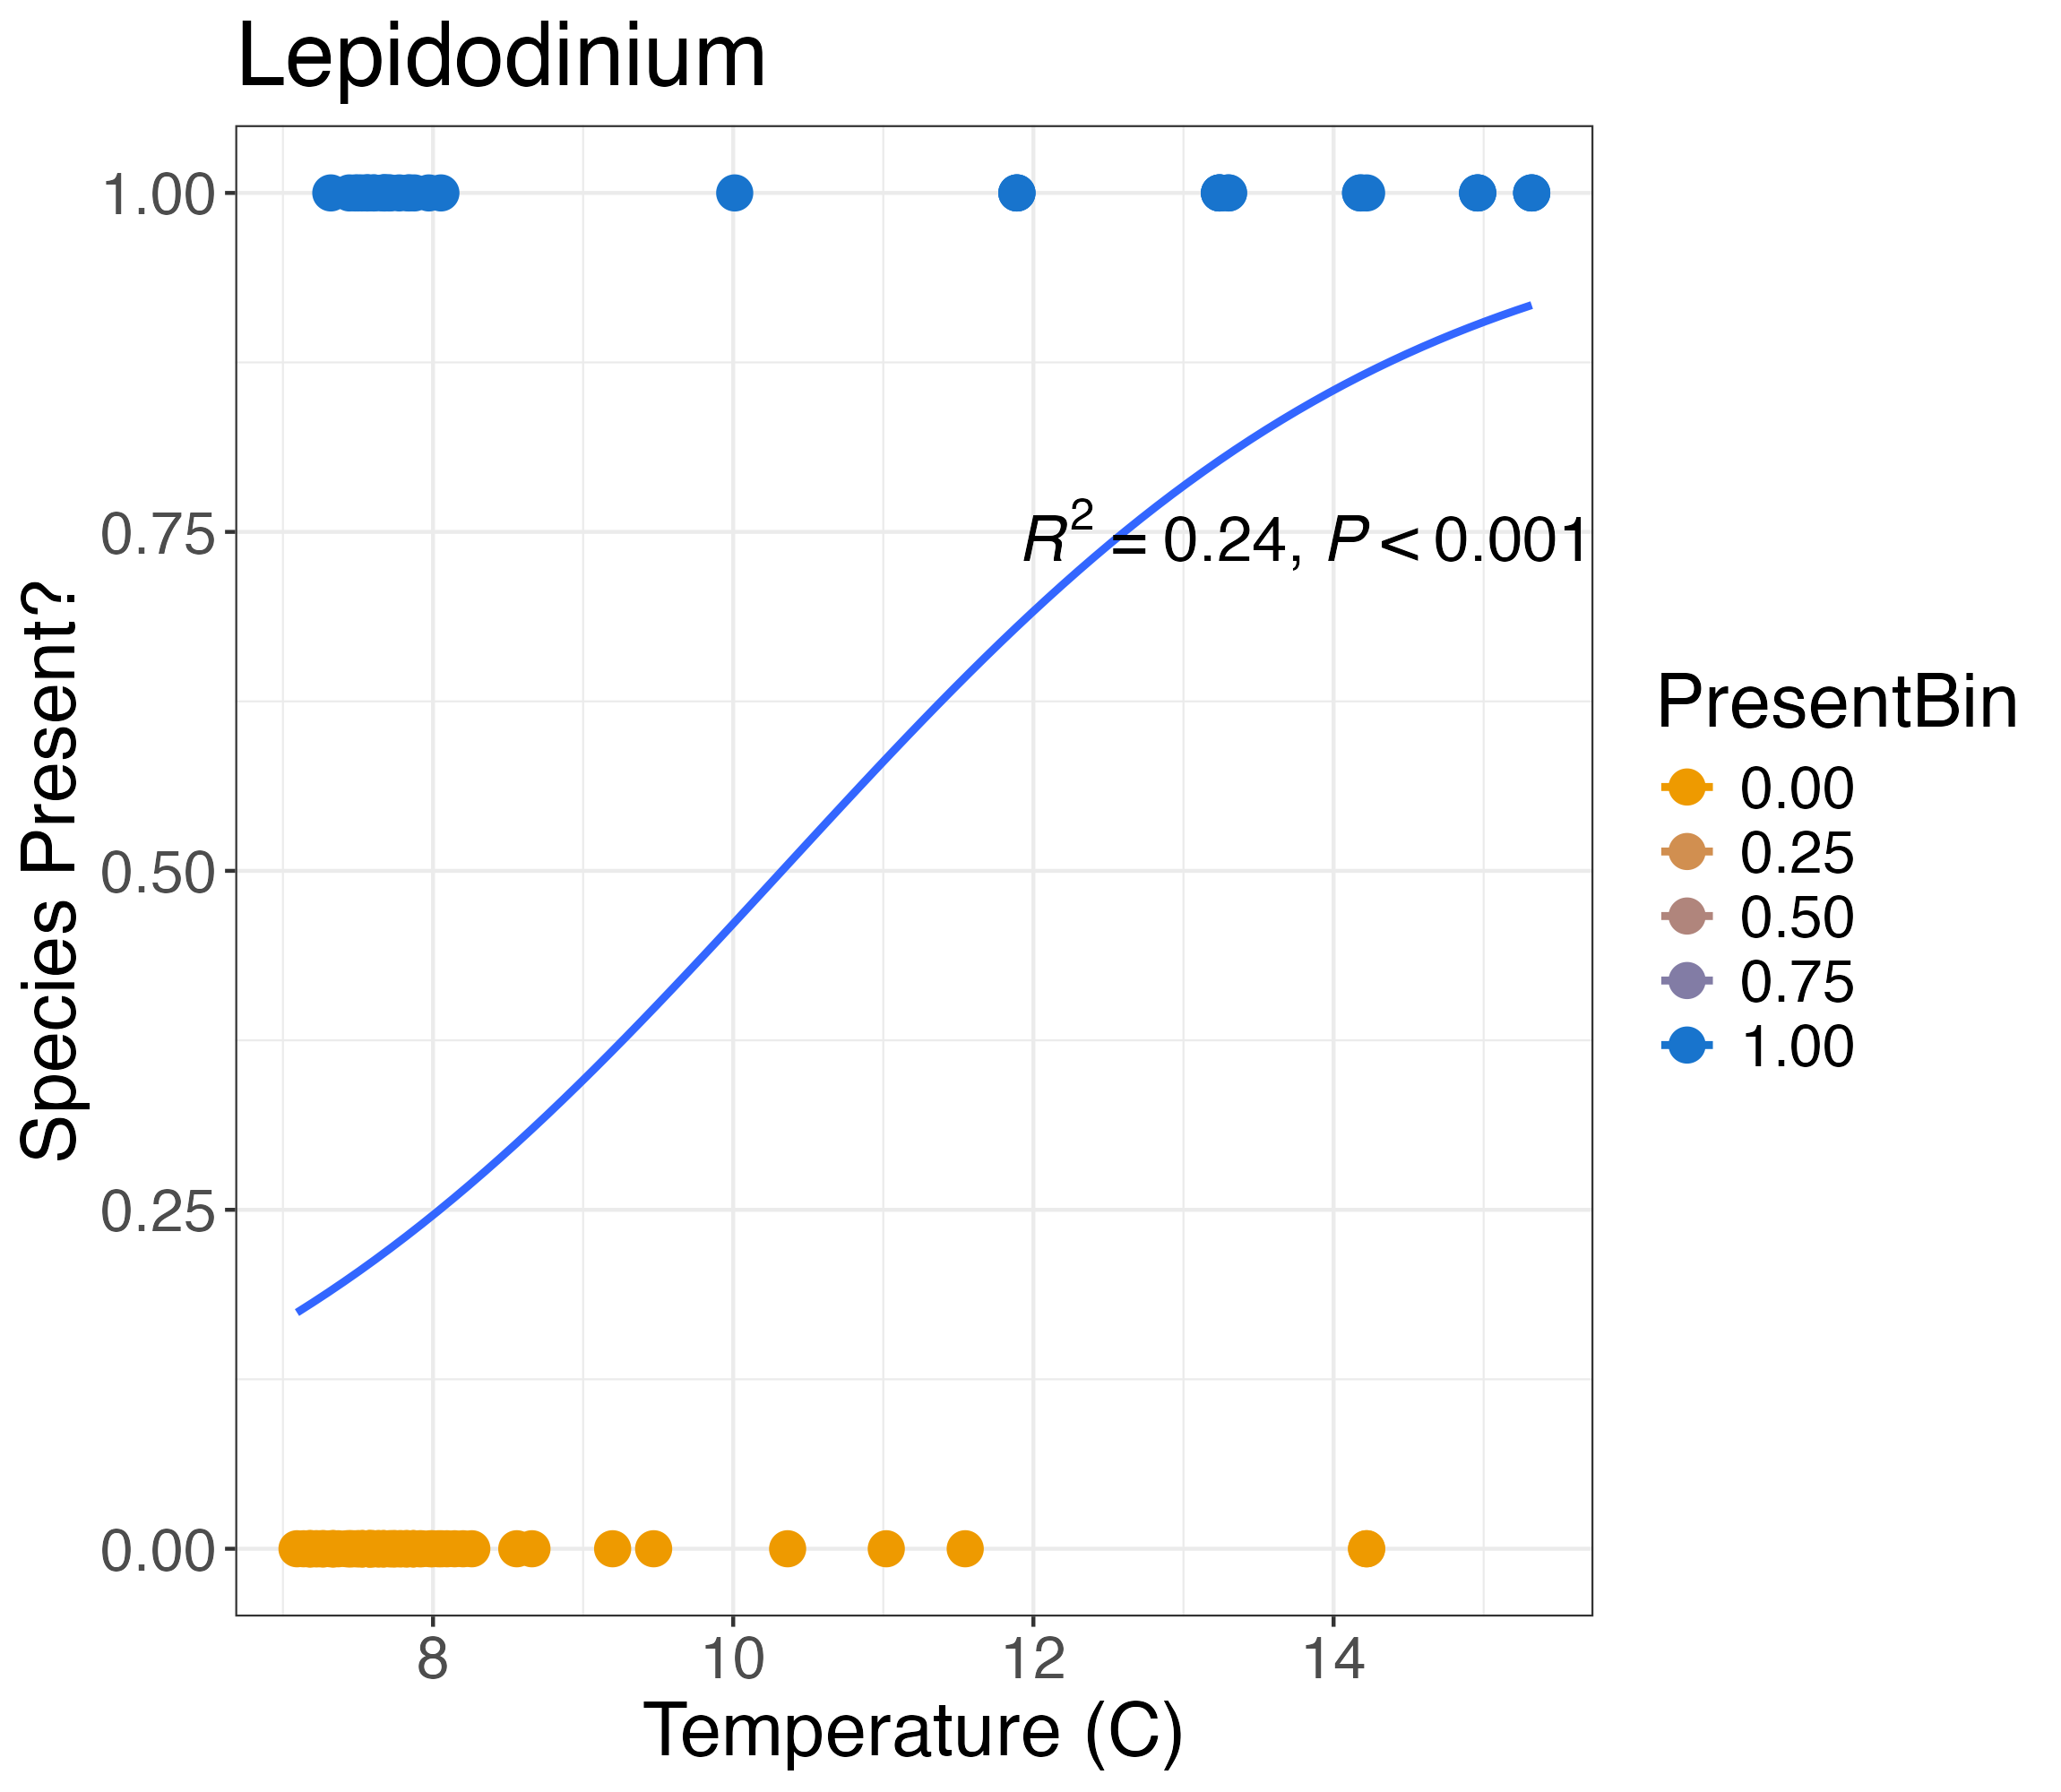 Lepidodinium
1.00
0.75
0.50
0.25
0.00
Species Present?
R² = 0.24, P < 0.001
8 10 12 14
Temperature (C)
PresentBin
0.00
0.25
0.50
0.75
1.00